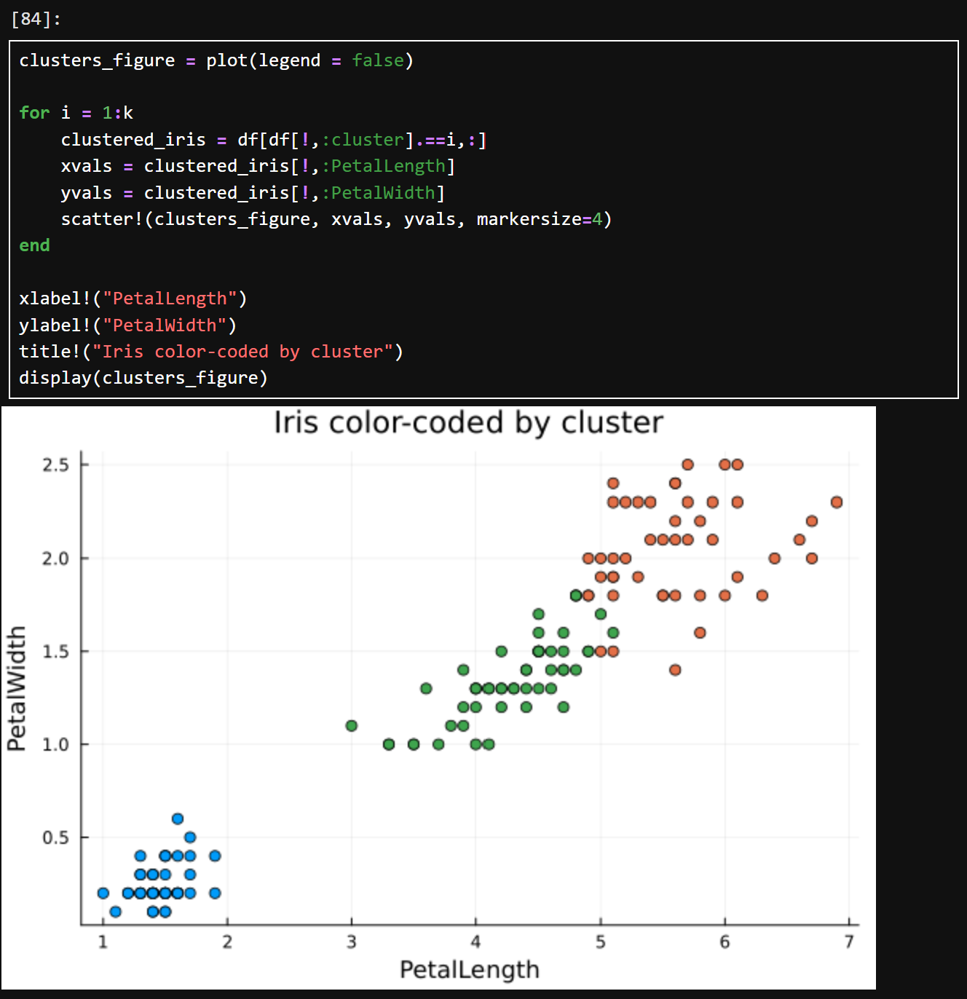 [84]:
clusters_figure = plot(legend = false)
for i = 1:k
    clustered_iris = df[df[!,:cluster].==i,:]
    xvals = clustered_iris[!,:PetalLength]
    yvals = clustered_iris[!,:PetalWidth]
    scatter!(clusters_figure, xvals, yvals, markersize=4)
end
xlabel!("PetalLength")
ylabel!("PetalWidth")
title!("Iris color-coded by cluster")
display(clusters_figure)
Iris color-coded by cluster
PetalWidth
2.5
2.0
1.5
1.0
0.5
1 2 3 4 5 6 7
PetalLength